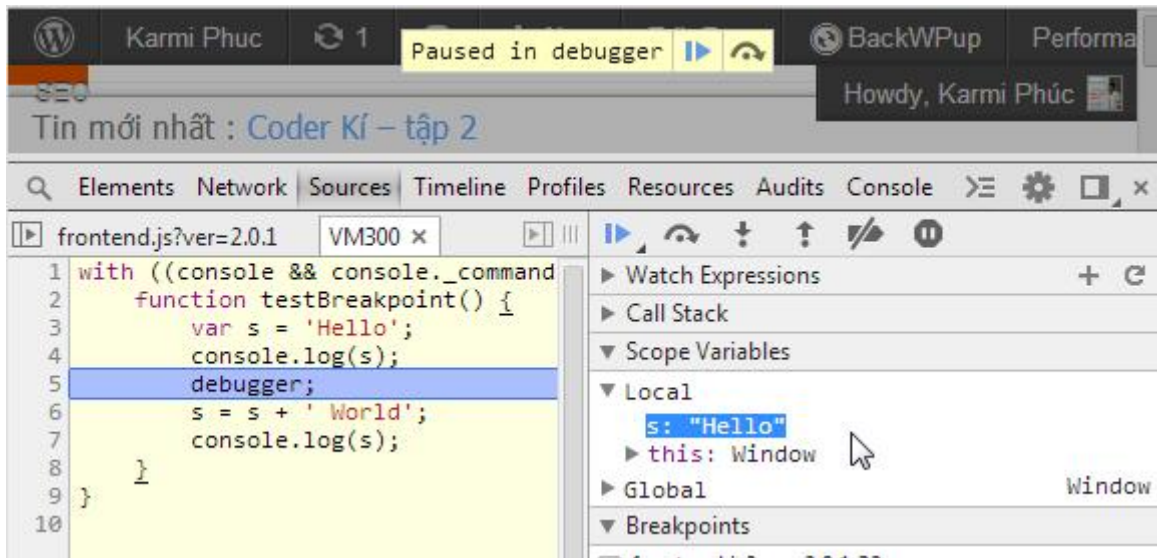 Karmi Phuc 1 BackWPup Performa
Paused in debugger
SEO
Howdy, Karmi Phúc
Tin mới nhất : Coder Kí – tập 2
Elements Network Sources Timeline Profiles Resources Audits Console
frontend.js?ver=2.0.1 VM300 ×
1 with ((console && console._command
2 function testBreakpoint() {
3 var s = 'Hello';
4 console.log(s);
5 debugger;
6 s = s + ' World';
7 console.log(s);
8 }
9 }
10
Watch Expressions
Call Stack
Scope Variables
Local
s: "Hello"
this: Window
Global Window
Breakpoints